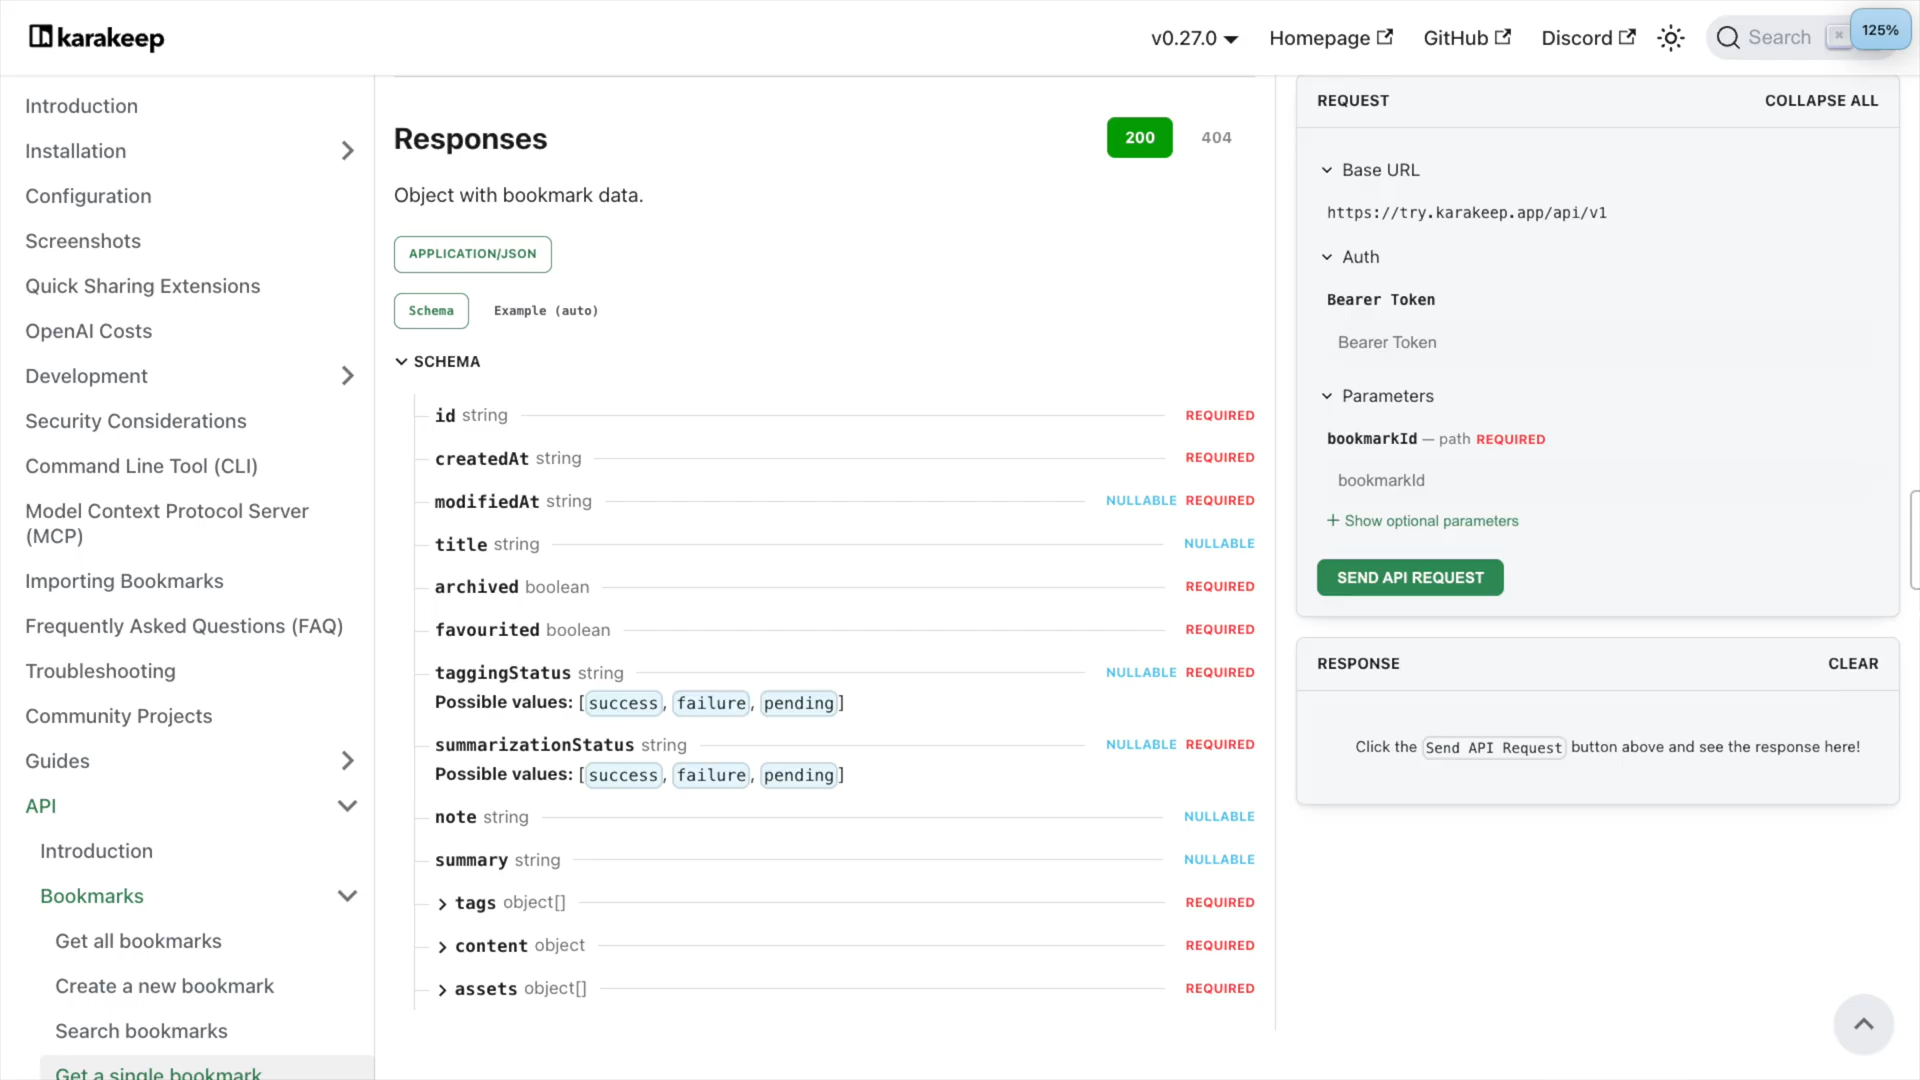 karakeep
v0.27.0
Homepage
GitHub
Discord
Search
125%
Introduction
Installation
Configuration
Screenshots
Quick Sharing Extensions
OpenAI Costs
Development
Security Considerations
Command Line Tool (CLI)
Model Context Protocol Server
(MCP)
Importing Bookmarks
Frequently Asked Questions (FAQ)
Troubleshooting
Community Projects
Guides
API
Introduction
Bookmarks
Get all bookmarks
Create a new bookmark
Search bookmarks
Get a single bookmark
Responses
200
404
Object with bookmark data.
APPLICATION/JSON
Schema
Example (auto)
SCHEMA
id string REQUIRED
createdAt string REQUIRED
modifiedAt string NULLABLE REQUIRED
title string NULLABLE
archived boolean REQUIRED
favourited boolean REQUIRED
taggingStatus string NULLABLE REQUIRED
Possible values: [success, failure, pending]
summarizationStatus string NULLABLE REQUIRED
Possible values: [success, failure, pending]
note string NULLABLE
summary string NULLABLE
tags object[] REQUIRED
content object REQUIRED
assets object[] REQUIRED
REQUEST
COLLAPSE ALL
Base URL
https://try.karakeep.app/api/v1
Auth
Bearer Token
Bearer Token
Parameters
bookmarkId — path REQUIRED
bookmarkId
+ Show optional parameters
SEND API REQUEST
RESPONSE
CLEAR
Click the Send API Request button above and see the response here!